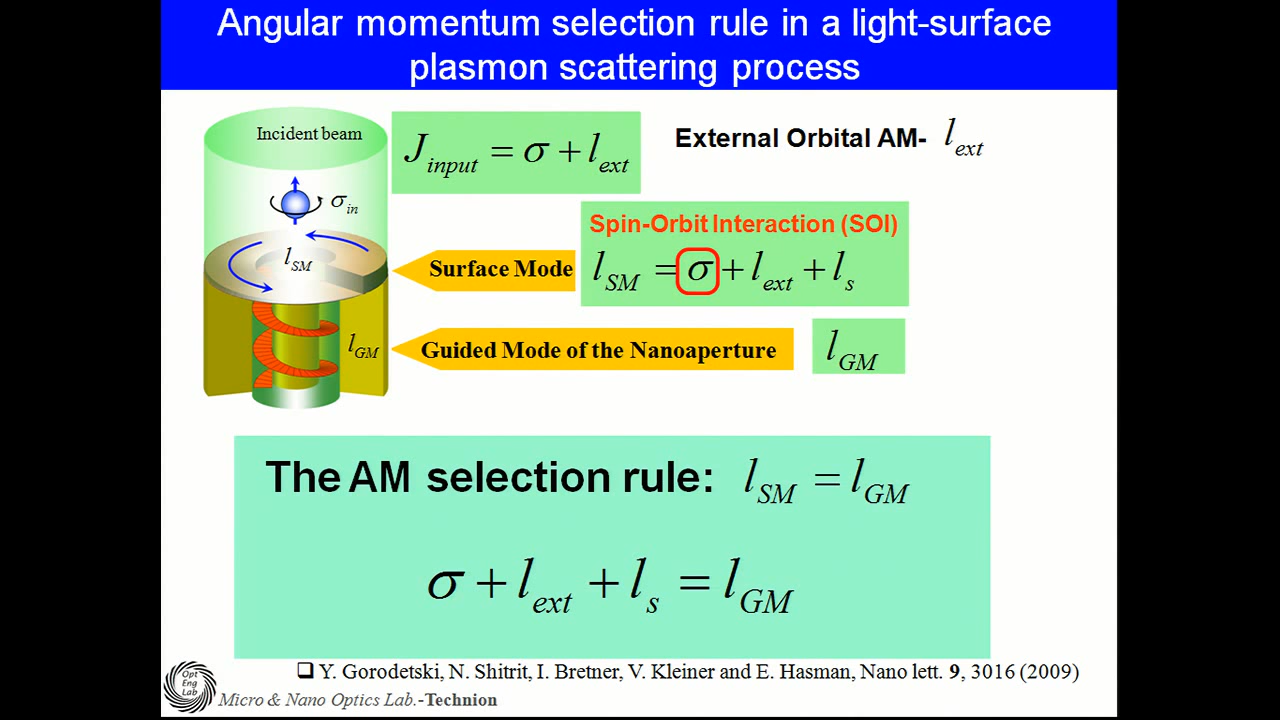 Angular momentum selection rule in a light-surface
plasmon scattering process
Incident beam
J_input = σ + l_ext
External Orbital AM- l_ext
σ_in
Spin-Orbit Interaction (SOI)
l_SM
Surface Mode
l_SM = σ + l_ext + l_s
l_GM
Guided Mode of the Nanoaperture
l_GM
The AM selection rule: l_SM = l_GM
σ + l_ext + l_s = l_GM
❑ Y. Gorodetski, N. Shitrit, I. Bretner, V. Kleiner and E. Hasman, Nano lett. 9, 3016 (2009)
Opt
Eng
Lab
Micro & Nano Optics Lab.-Technion